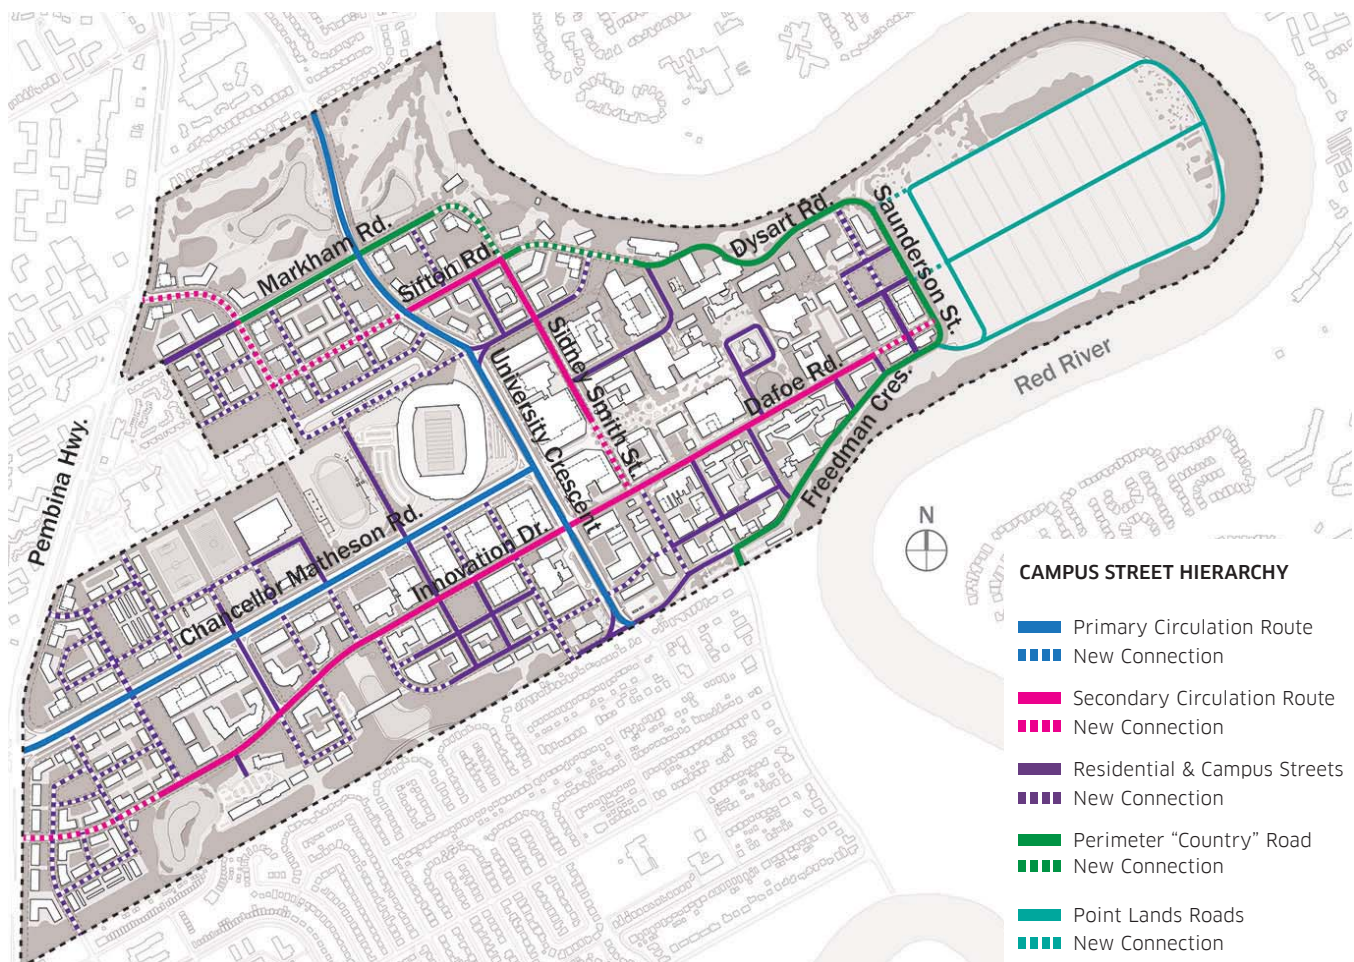 Markham Rd.
Sifton Rd.
Dysart Rd.
Saunderson St.
Sidney Smith St.
University Crescent
Dafoe Rd.
Freedman Cres.
Red River
Pembina Hwy.
Chancellor Matheson Rd.
Innovation Dr.
N
CAMPUS STREET HIERARCHY
Primary Circulation Route
New Connection
Secondary Circulation Route
New Connection
Residential & Campus Streets
New Connection
Perimeter “Country” Road
New Connection
Point Lands Roads
New Connection